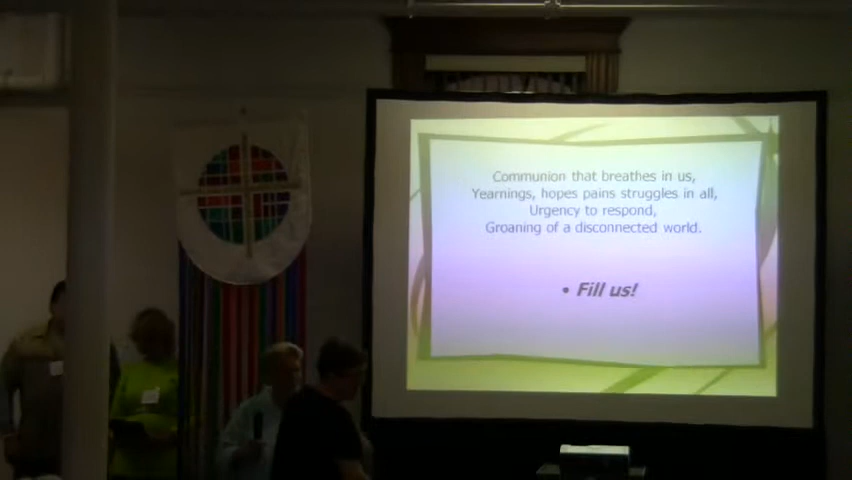 Communion that breathes in us,
Yearnings, hopes pains struggles in all,
Urgency to respond,
Groaning of a disconnected world.
• Fill us!